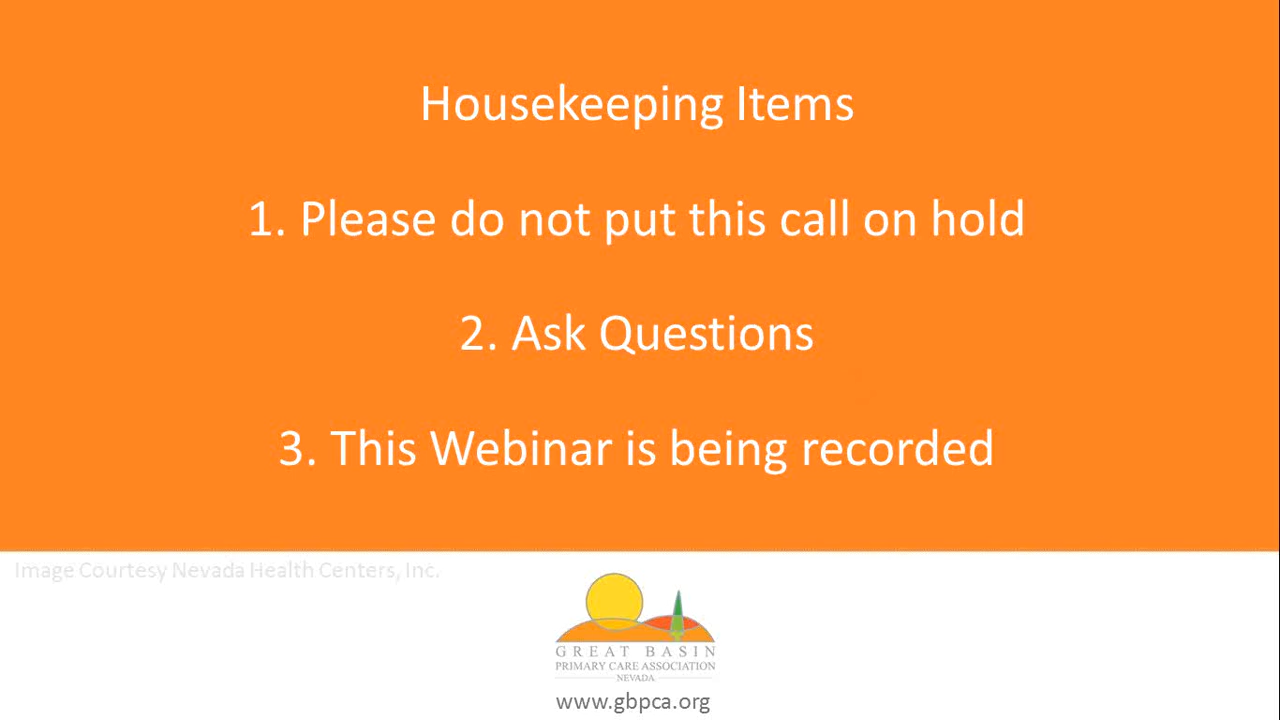 Housekeeping Items
1. Please do not put this call on hold
2. Ask Questions
3. This Webinar is being recorded
Image Courtesy Nevada Health Centers, Inc.
GREAT BASIN
PRIMARY CARE ASSOCIATION
NEVADA
www.gbpca.org